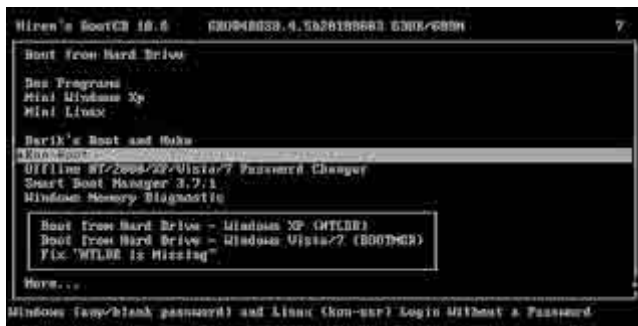 Hiren's BootCD 10.6
7
Boot from Hard Drive
Dos Programs
Mini Windows Xp
Mini Linux
Darik's Boot and Nuke
Kon-Boot
Offline NT/2000/XP/Vista/7 Password Changer
Smart Boot Manager 3.7.1
Windows Memory Diagnostic
Boot from Hard Drive - Windows XP (NTLDR)
Boot from Hard Drive - Windows Vista/7 (BOOTMGR)
Fix "NTLDR is Missing"
More...
Windows (any/blank password) and Linux (kon-usr) Login Without a Password